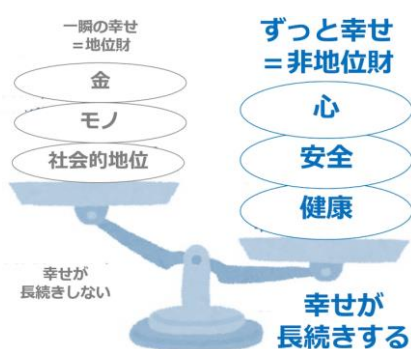 一瞬の幸せ
＝地位財
金
モノ
社会的地位
幸せが
長続きしない
ずっと幸せ
＝非地位財
心
安全
健康
幸せが
長続きする